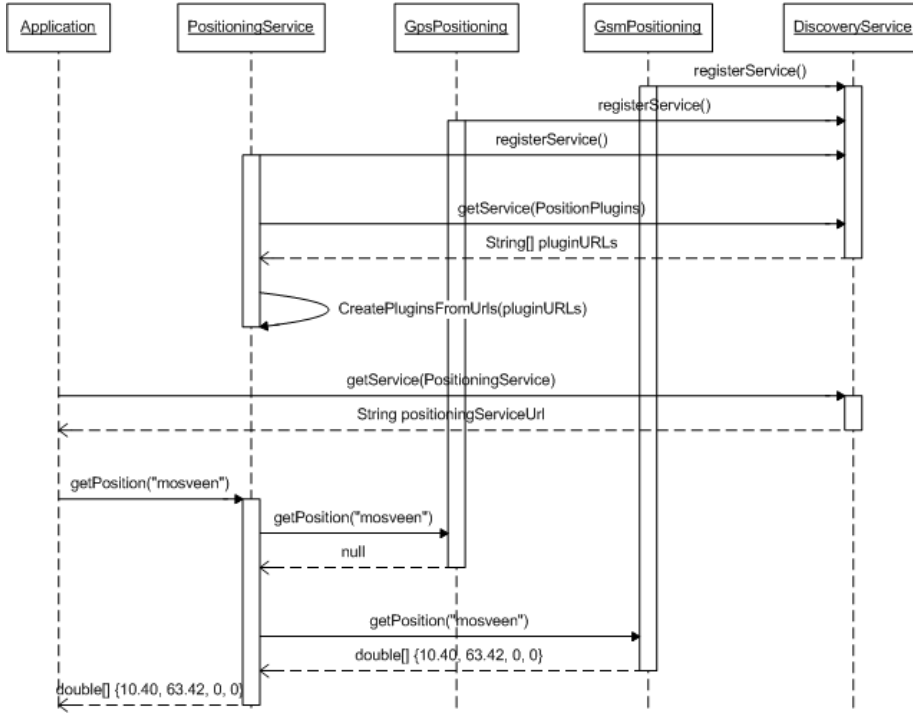 Application
PositioningService
GpsPositioning
GsmPositioning
DiscoveryService
registerService()
registerService()
registerService()
getService(PositionPlugins)
String[] pluginURLs
CreatePluginsFromUrls(pluginURLs)
getService(PositioningService)
String positioningServiceUrl
getPosition("mosveen")
getPosition("mosveen")
null
getPosition("mosveen")
double[] {10.40, 63.42, 0, 0}
double[] {10.40, 63.42, 0, 0}